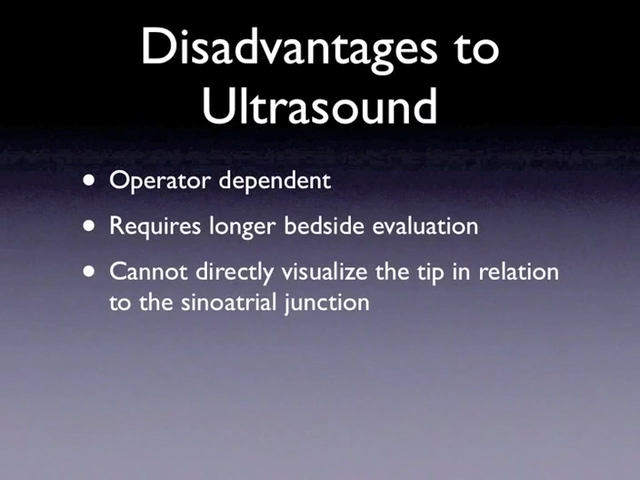 Disadvantages to
Ultrasound
• Operator dependent
• Requires longer bedside evaluation
• Cannot directly visualize the tip in relation
to the sinoatrial junction